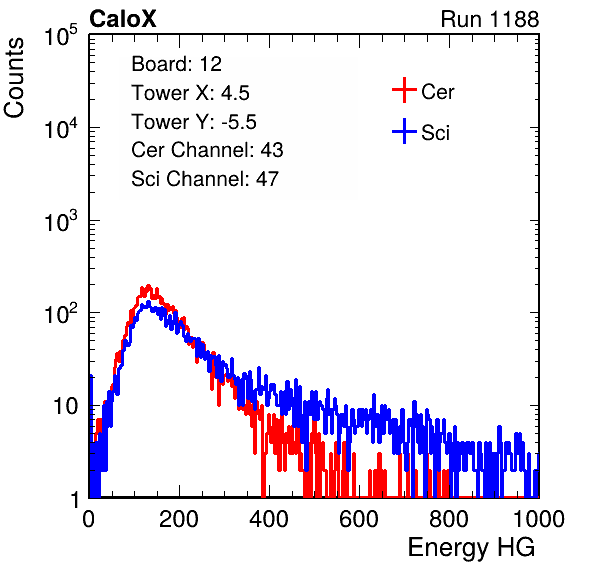 CaloX Run 1188
Counts
10^5
10^4
10^3
10^2
10
1
Board: 12
Tower X: 4.5
Tower Y: -5.5
Cer Channel: 43
Sci Channel: 47
Cer
Sci
0 200 400 600 800 1000
Energy HG